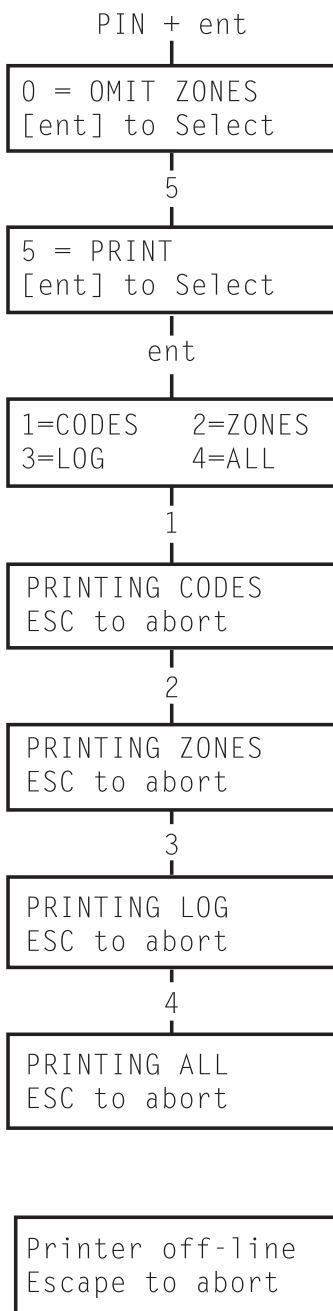 PIN + ent
0 = OMIT ZONES
[ent] to Select
5
5 = PRINT
[ent] to Select
ent
1=CODES 2=ZONES
3=LOG 4=ALL
1
PRINTING CODES
ESC to abort
2
PRINTING ZONES
ESC to abort
3
PRINTING LOG
ESC to abort
4
PRINTING ALL
ESC to abort
Printer off-line
Escape to abort